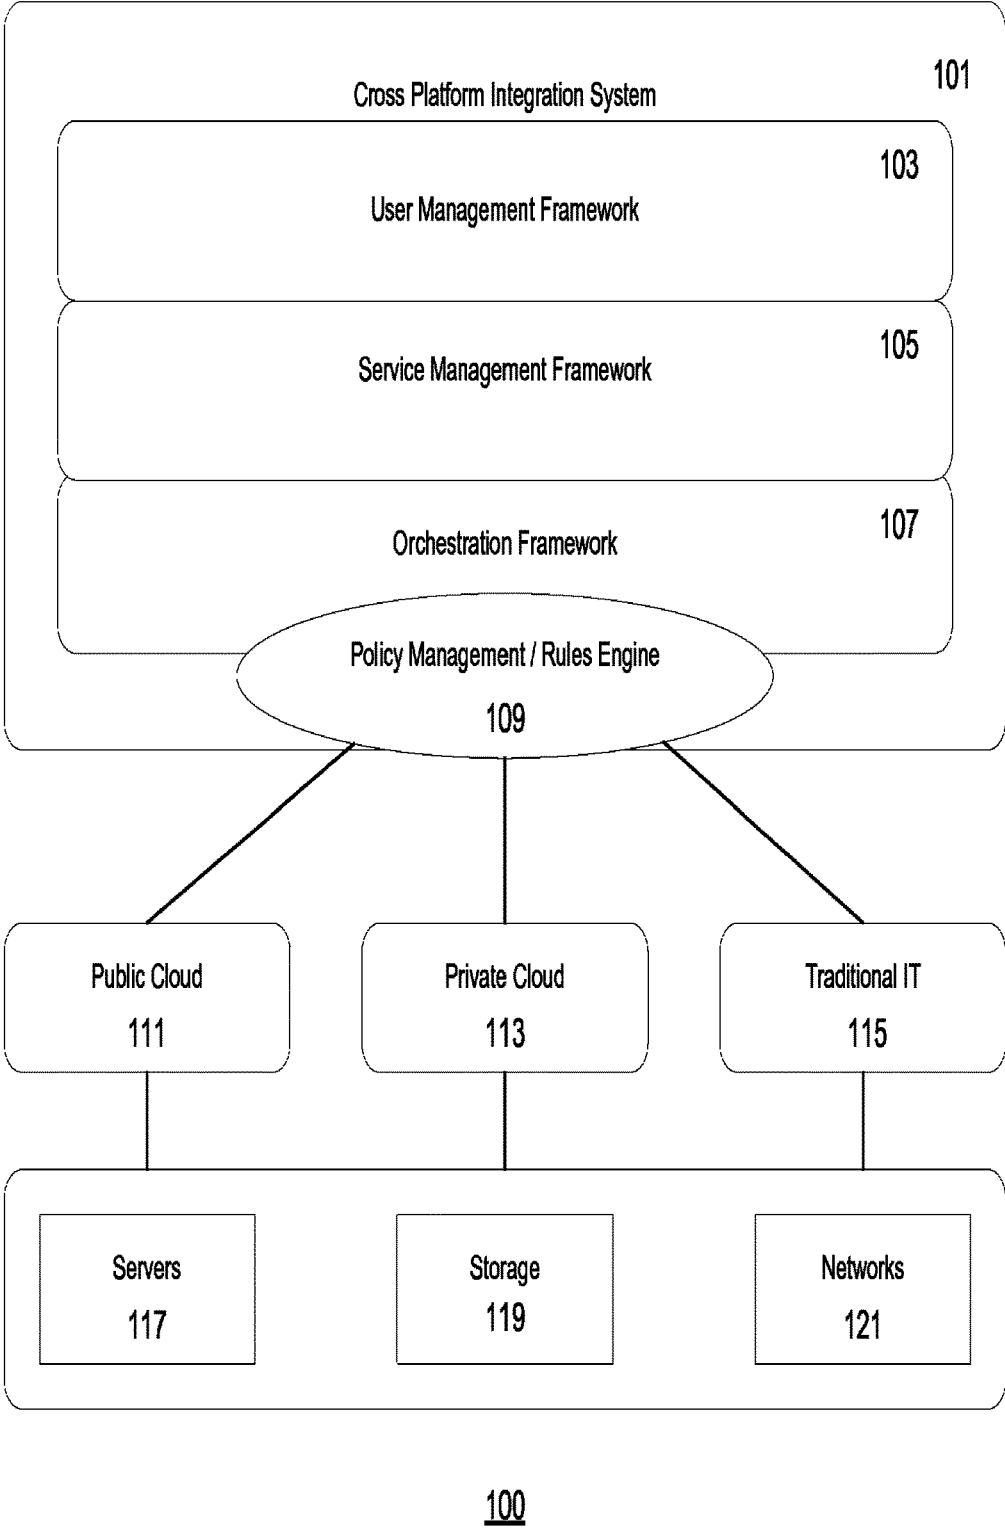 101
Cross Platform Integration System
103
User Management Framework
105
Service Management Framework
107
Orchestration Framework
Policy Management / Rules Engine
109
Public Cloud
111
Private Cloud
113
Traditional IT
115
Servers
117
Storage
119
Networks
121
100